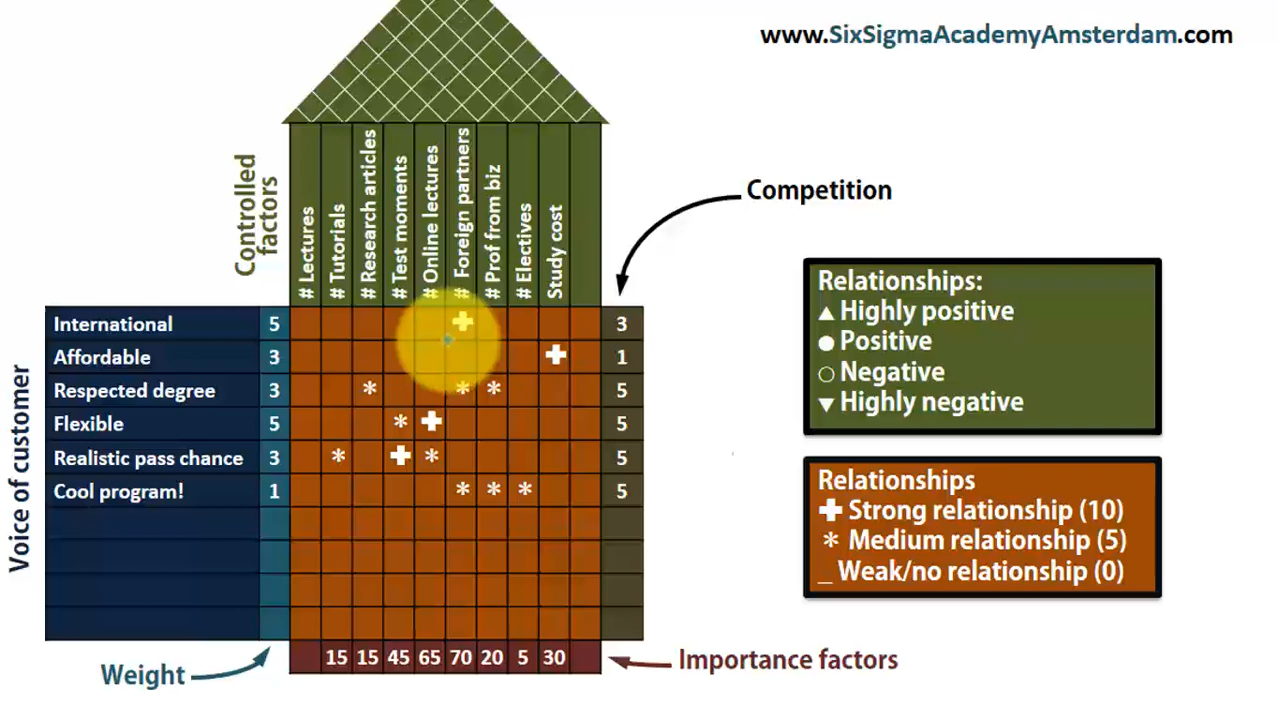 www.SixSigmaAcademyAmsterdam.com
Controlled
factors
# Lectures
# Tutorials
# Research articles
# Test moments
# Online lectures
# Foreign partners
# Prof from biz
# Electives
Study cost
Competition
Voice of customer
International 5 3
Affordable 3 1
Respected degree 3 * * * 5
Flexible 5 * 5
Realistic pass chance 3 * * 5
Cool program! 1 * * * 5
15 15 45 65 70 20 5 30
Weight
Importance factors
Relationships:
▲ Highly positive
● Positive
○ Negative
▼ Highly negative
Relationships
✚ Strong relationship (10)
* Medium relationship (5)
_ Weak/no relationship (0)